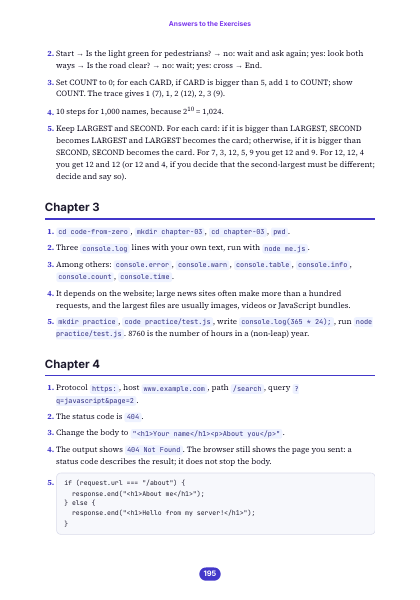 Answers to the Exercises
2. Start → Is the light green for pedestrians? → no: wait and ask again; yes: look both
ways → Is the road clear? → no: wait; yes: cross → End.
3. Set COUNT to 0; for each CARD, if CARD is bigger than 5, add 1 to COUNT; show
COUNT. The trace gives 1 (7), 1, 2 (12), 2, 3 (9).
4. 10 steps for 1,000 names, because 2^10 = 1,024.
5. Keep LARGEST and SECOND. For each card: if it is bigger than LARGEST, SECOND
becomes LARGEST and LARGEST becomes the card; otherwise, if it is bigger than
SECOND, SECOND becomes the card. For 7, 3, 12, 5, 9 you get 12 and 9. For 12, 12, 4
you get 12 and 12 (or 12 and 4, if you decide that the second-largest must be different;
decide and say so).
Chapter 3
1. cd code-from-zero, mkdir chapter-03, cd chapter-03, pwd.
2. Three console.log lines with your own text, run with node me.js.
3. Among others: console.error, console.warn, console.table, console.info,
console.count, console.time.
4. It depends on the website; large news sites often make more than a hundred
requests, and the largest files are usually images, videos or JavaScript bundles.
5. mkdir practice, code practice/test.js, write console.log(365 * 24);, run node
practice/test.js. 8760 is the number of hours in a (non-leap) year.
Chapter 4
1. Protocol https:, host www.example.com, path /search, query ?
q=javascript&page=2.
2. The status code is 404.
3. Change the body to "<h1>Your name</h1><p>About you</p>".
4. The output shows 404 Not Found. The browser still shows the page you sent: a
status code describes the result; it does not stop the body.
5. if (request.url === "/about") {
response.end("<h1>About me</h1>");
} else {
response.end("<h1>Hello from my server!</h1>");
}
195